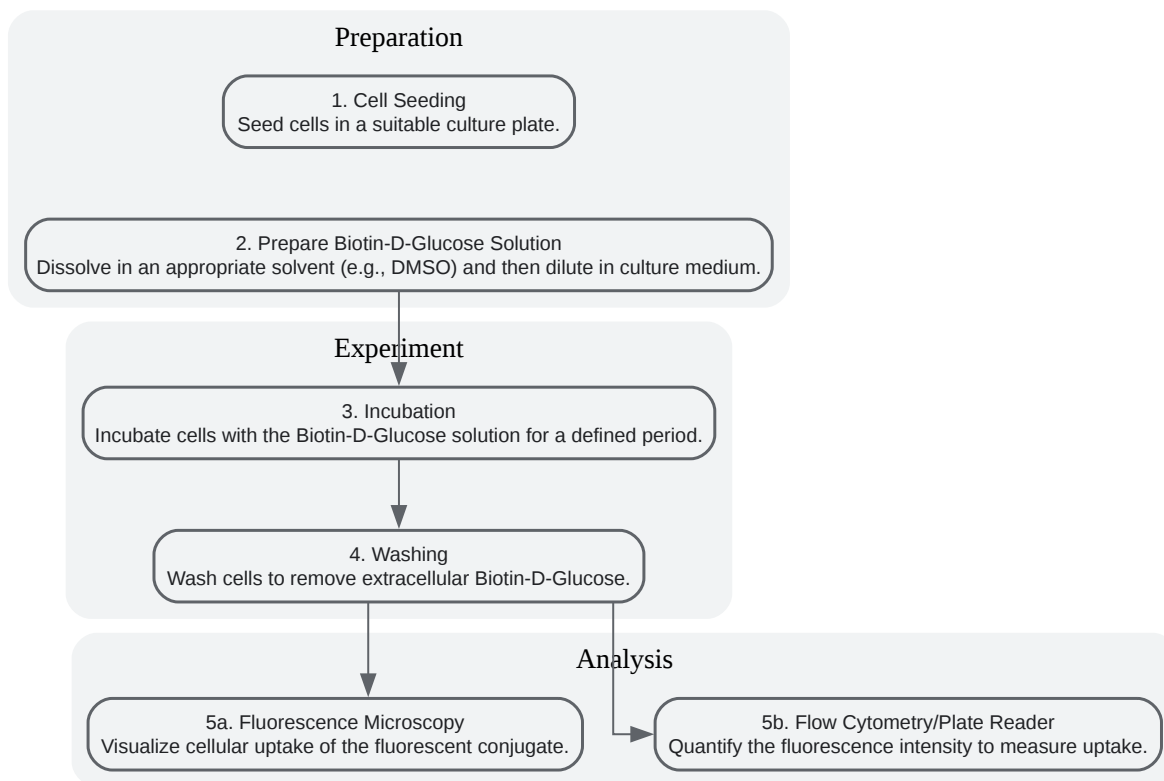 Preparation
1. Cell Seeding
Seed cells in a suitable culture plate.
2. Prepare Biotin-D-Glucose Solution
Dissolve in an appropriate solvent (e.g., DMSO) and then dilute in culture medium.
Experiment
3. Incubation
Incubate cells with the Biotin-D-Glucose solution for a defined period.
4. Washing
Wash cells to remove extracellular Biotin-D-Glucose.
Analysis
5a. Fluorescence Microscopy
Visualize cellular uptake of the fluorescent conjugate.
5b. Flow Cytometry/Plate Reader
Quantify the fluorescence intensity to measure uptake.